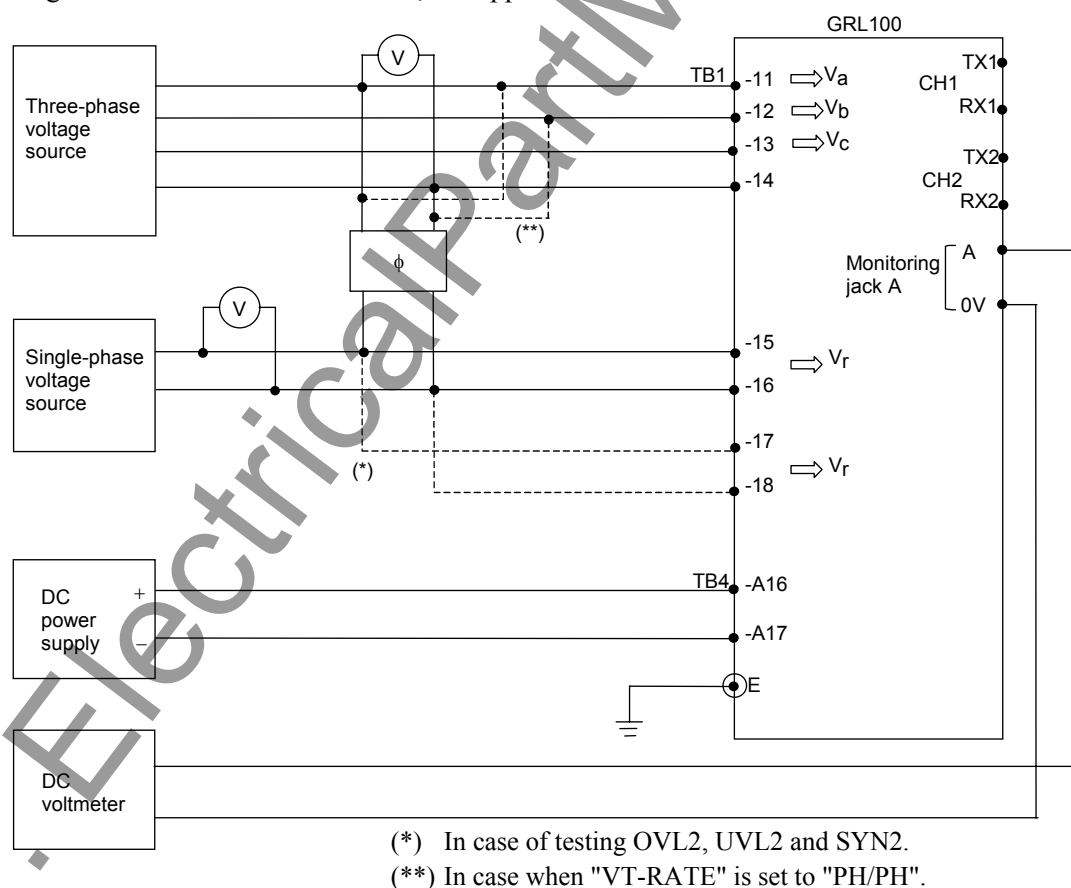 GRL100
V
Three-phase
voltage
source
TB1 -11 Va
-12 Vb
-13 Vc
-14
TX1
CH1
RX1
TX2
CH2
RX2
(**)
ϕ
Monitoring
jack A
A
0V
V
Single-phase
voltage
source
-15
Vr
-16
-17
(*)
Vr
-18
DC
power
supply
+
–
TB4 -A16
-A17
E
DC
voltmeter
(*) In case of testing OVL2, UVL2 and SYN2.
(**) In case when "VT-RATE" is set to "PH/PH".